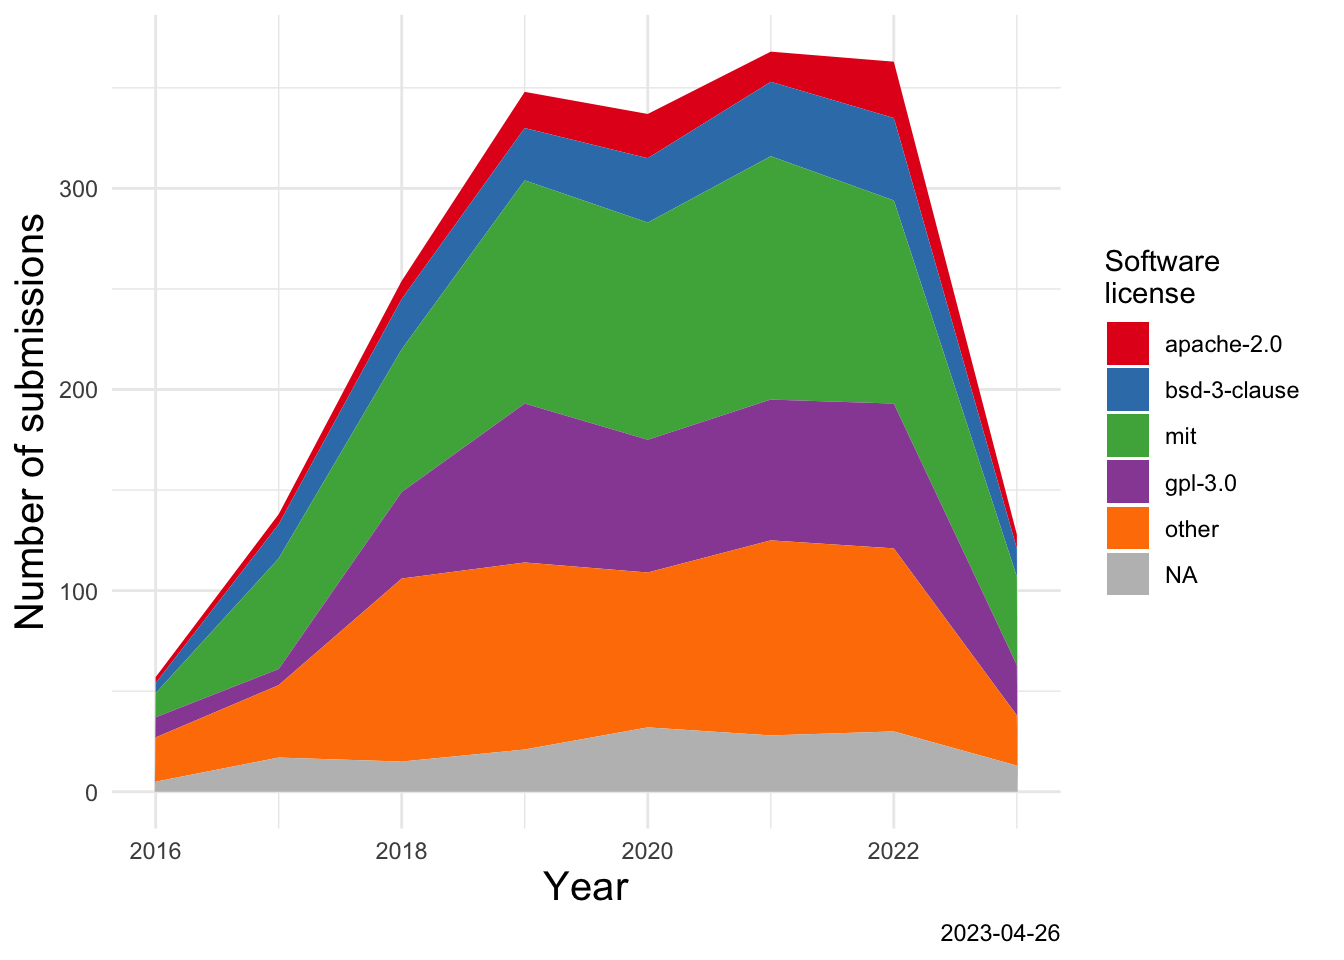 Number of submissions
300
200
100
0
2016
2018
2020
2022
Year
Software
license
apache-2.0
bsd-3-clause
mit
gpl-3.0
other
NA
2023-04-26